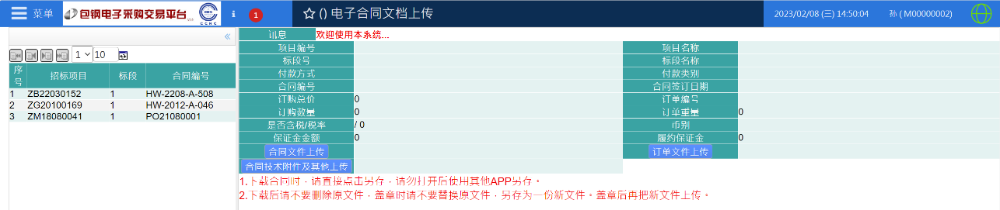 菜单 包钢电子采购交易平台 V1.0 CCRC i 1 () 电子合同文档上传 2023/02/08 (三) 14:50:04 孙 ( M00000002)
«
1 10
序号 招标项目 标段 合同编号
1 ZB22030152 1 HW-2208-A-508
2 ZG20100169 1 HW-2012-A-046
3 ZM18080041 1 PO21080001
讯息 欢迎使用本系统...
项目编号 项目名称
标段号 标段名称
付款方式 付款类别
合同编号 合同签订日期
订购总价 0 订单编号
订购数量 0 订单重量 0
是否含税/税率 / 0 币别
保证金金额 0 履约保证金 0
合同文件上传 订单文件上传
合同技术附件及其他上传
1.下载合同时，请直接点击另存，请勿打开后使用其他APP另存。
2.下载后请不要删除原文件，盖章时请不要替换原文件，另存为一份新文件。盖章后再把新文件上传。